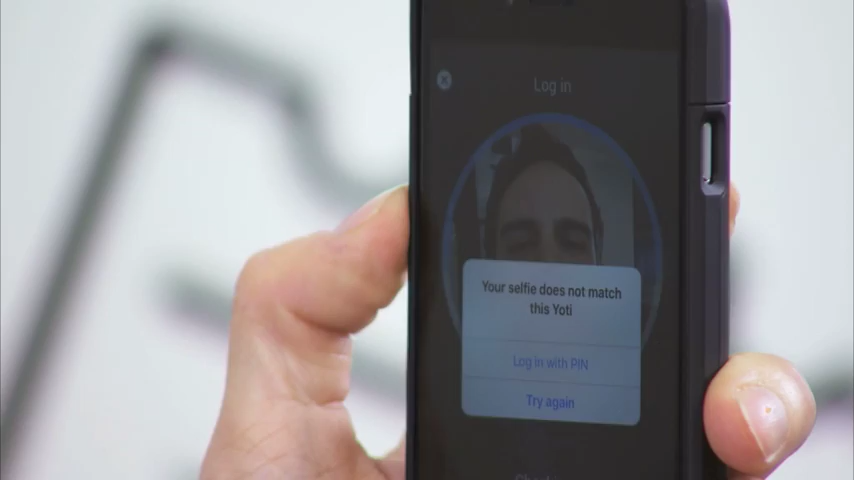 Log in
Your selfie does not match
this Yoti
Log in with PIN
Try again